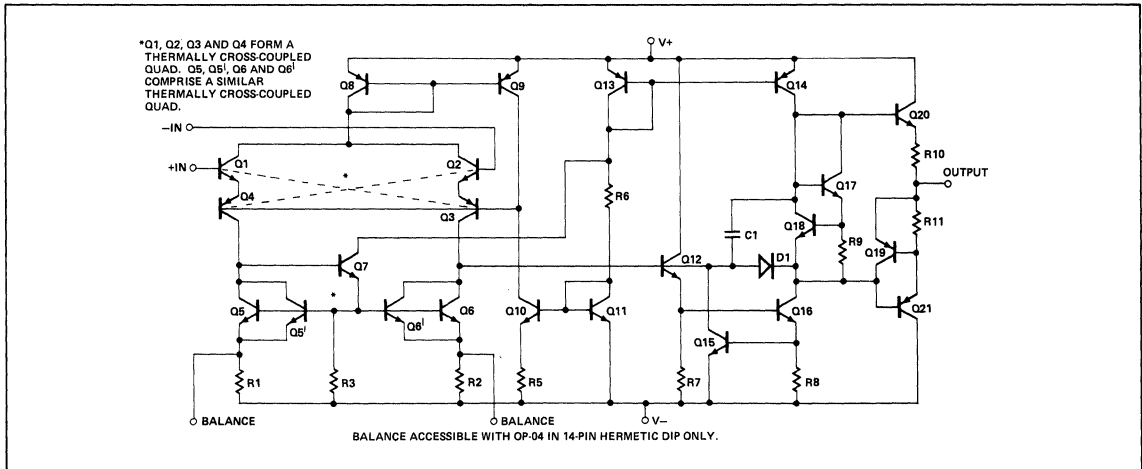 *Q1, Q2, Q3 AND Q4 FORM A
THERMALLY CROSS-COUPLED
QUAD. Q5, Q5', Q6 AND Q6'
COMPRISE A SIMILAR
THERMALLY CROSS-COUPLED
QUAD.
V+
Q8
Q9
Q13
Q14
Q20
–IN
+IN
Q1
Q2
*
Q4
Q3
R6
Q17
R10
OUTPUT
C1
Q18
R9
R11
Q19
Q7
Q12
D1
*
Q5
Q5'
Q6'
Q6
Q10
Q11
Q16
Q21
Q15
R1
R3
R2
R5
R7
R8
BALANCE
BALANCE
V–
BALANCE ACCESSIBLE WITH OP-04 IN 14-PIN HERMETIC DIP ONLY.